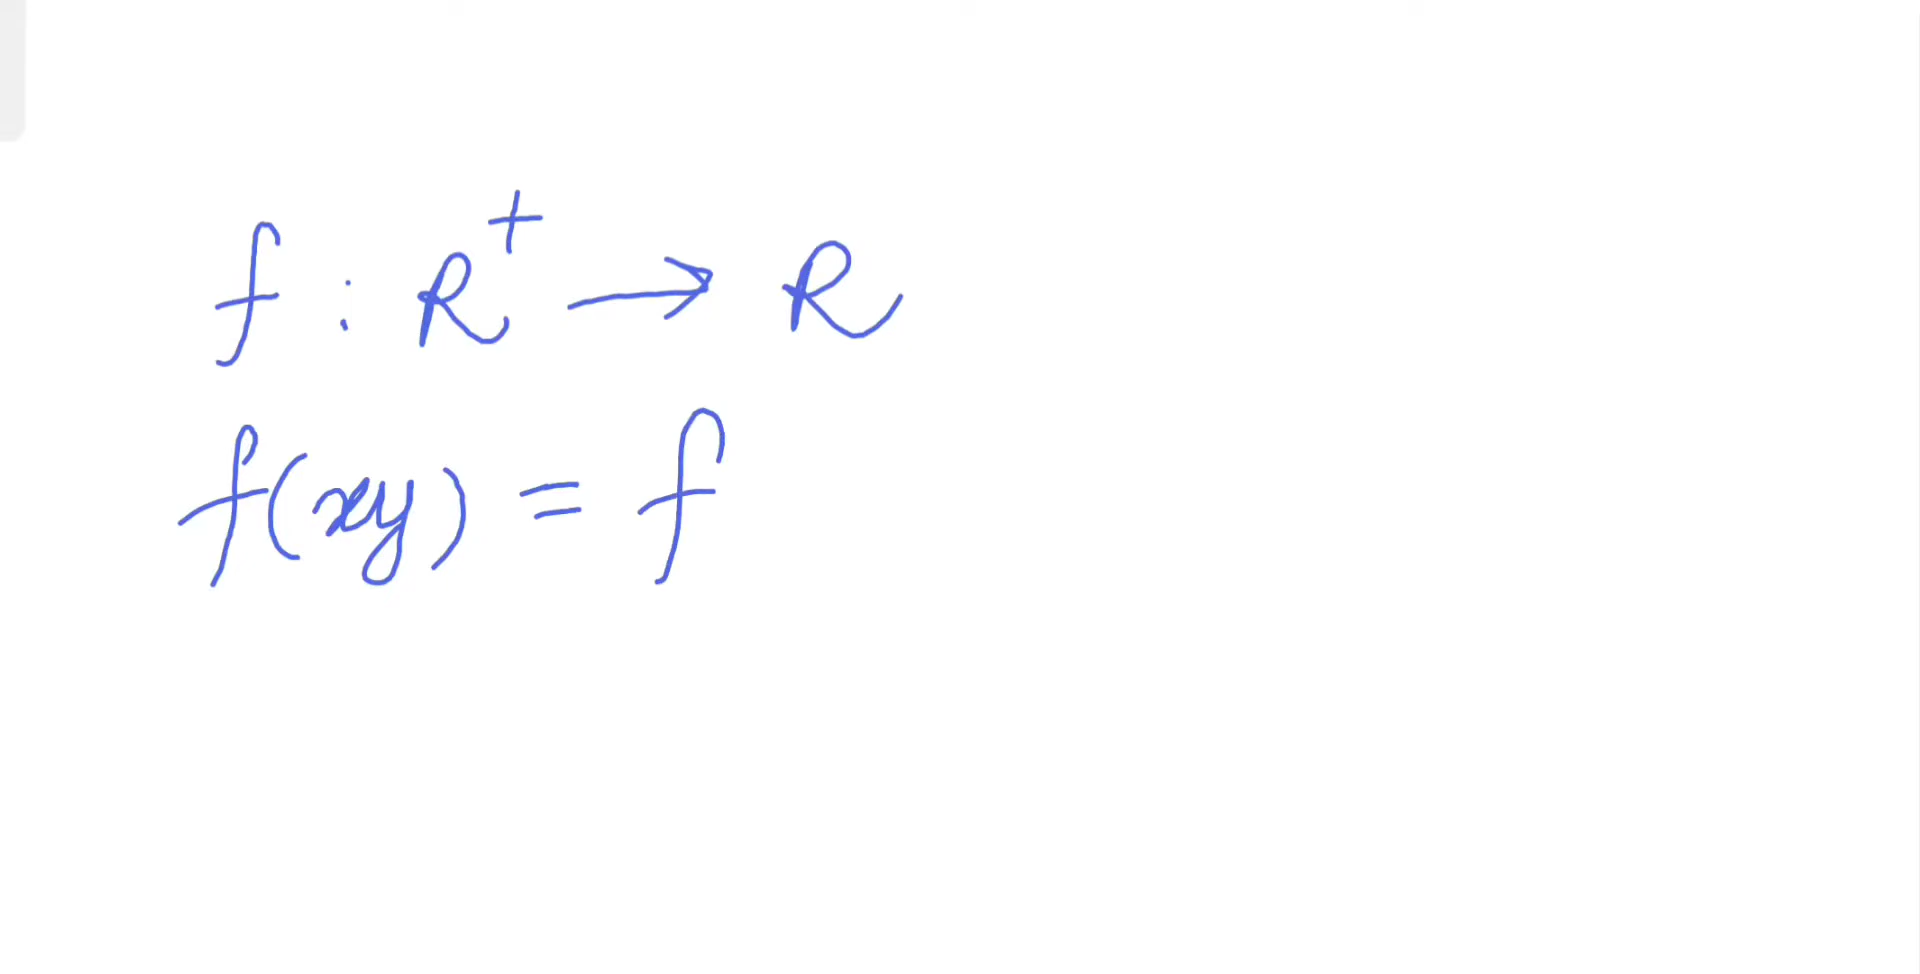 f : R⁺ → R
f(xy) = f